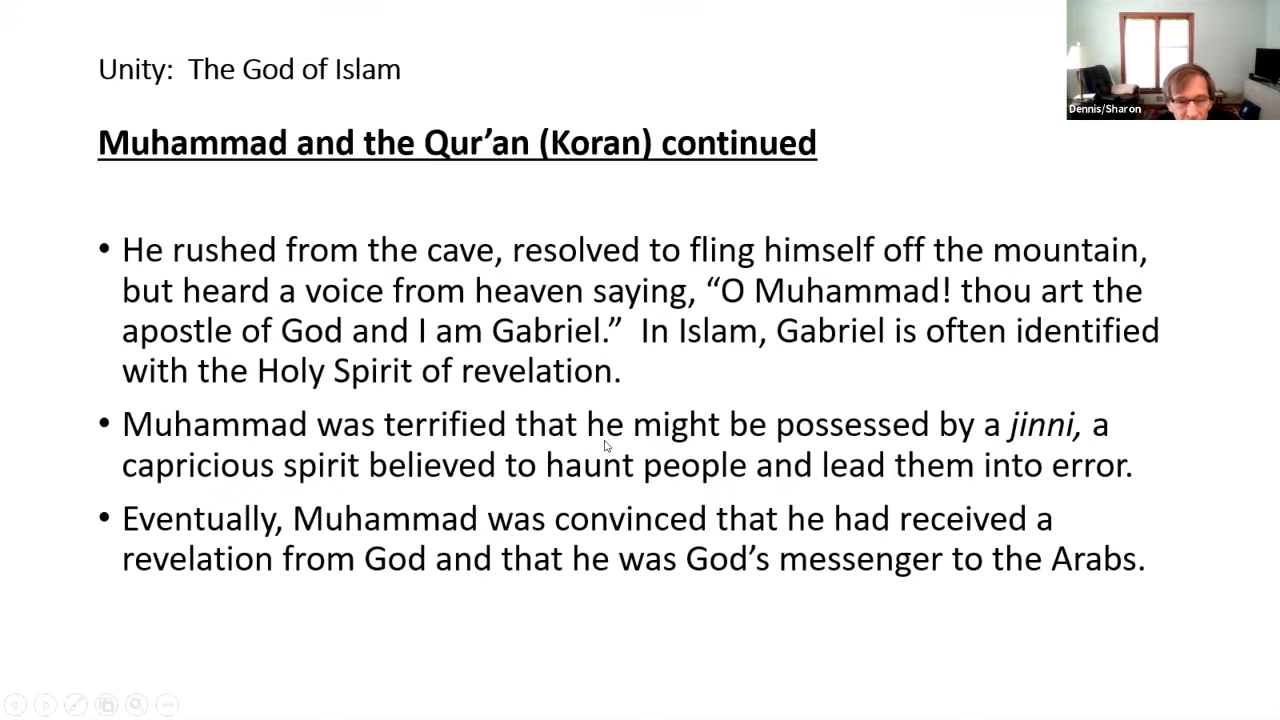 Unity:  The God of Islam
Dennis/Sharon
Muhammad and the Qur’an (Koran) continued
• He rushed from the cave, resolved to fling himself off the mountain,
but heard a voice from heaven saying, “O Muhammad! thou art the
apostle of God and I am Gabriel.”  In Islam, Gabriel is often identified
with the Holy Spirit of revelation.
• Muhammad was terrified that he might be possessed by a jinni, a
capricious spirit believed to haunt people and lead them into error.
• Eventually, Muhammad was convinced that he had received a
revelation from God and that he was God’s messenger to the Arabs.